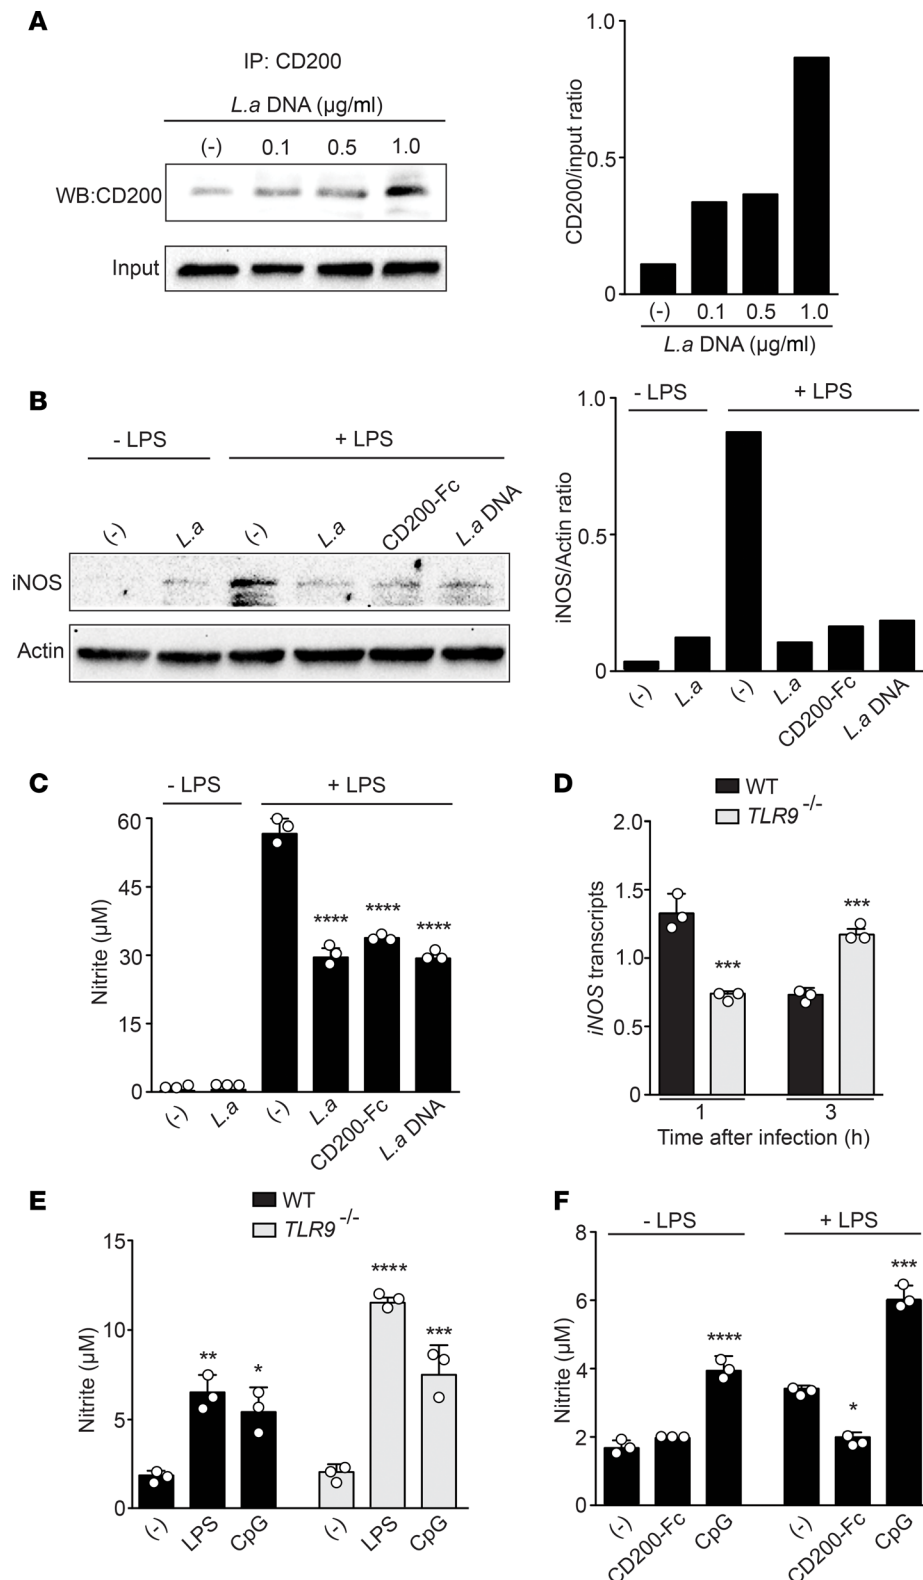 A
IP: CD200
L.a DNA (µg/ml)
(-) 0.1 0.5 1.0
WB:CD200
Input
1.0
0.5
0
CD200/input ratio
(-) 0.1 0.5 1.0
L.a DNA (µg/ml)
B
- LPS + LPS
(-) L.a (-) L.a CD200-Fc L.a DNA
iNOS
Actin
- LPS + LPS
1.0
0.5
0
iNOS/Actin ratio
(-) L.a (-) L.a CD200-Fc L.a DNA
C
- LPS + LPS
60
45
30
15
0
Nitrite (µM)
**** **** ****
(-) L.a (-) L.a CD200-Fc L.a DNA
D
WT
TLR9 -/-
2.0
1.5
1.0
0.5
0
iNOS transcripts
*** ***
1 3
Time after infection (h)
E
WT
TLR9 -/-
15
10
5
0
Nitrite (µM)
** * **** ***
(-) LPS CpG (-) LPS CpG
F
- LPS + LPS
8
6
4
2
0
Nitrite (µM)
**** * ***
(-) CD200-Fc CpG (-) CD200-Fc CpG